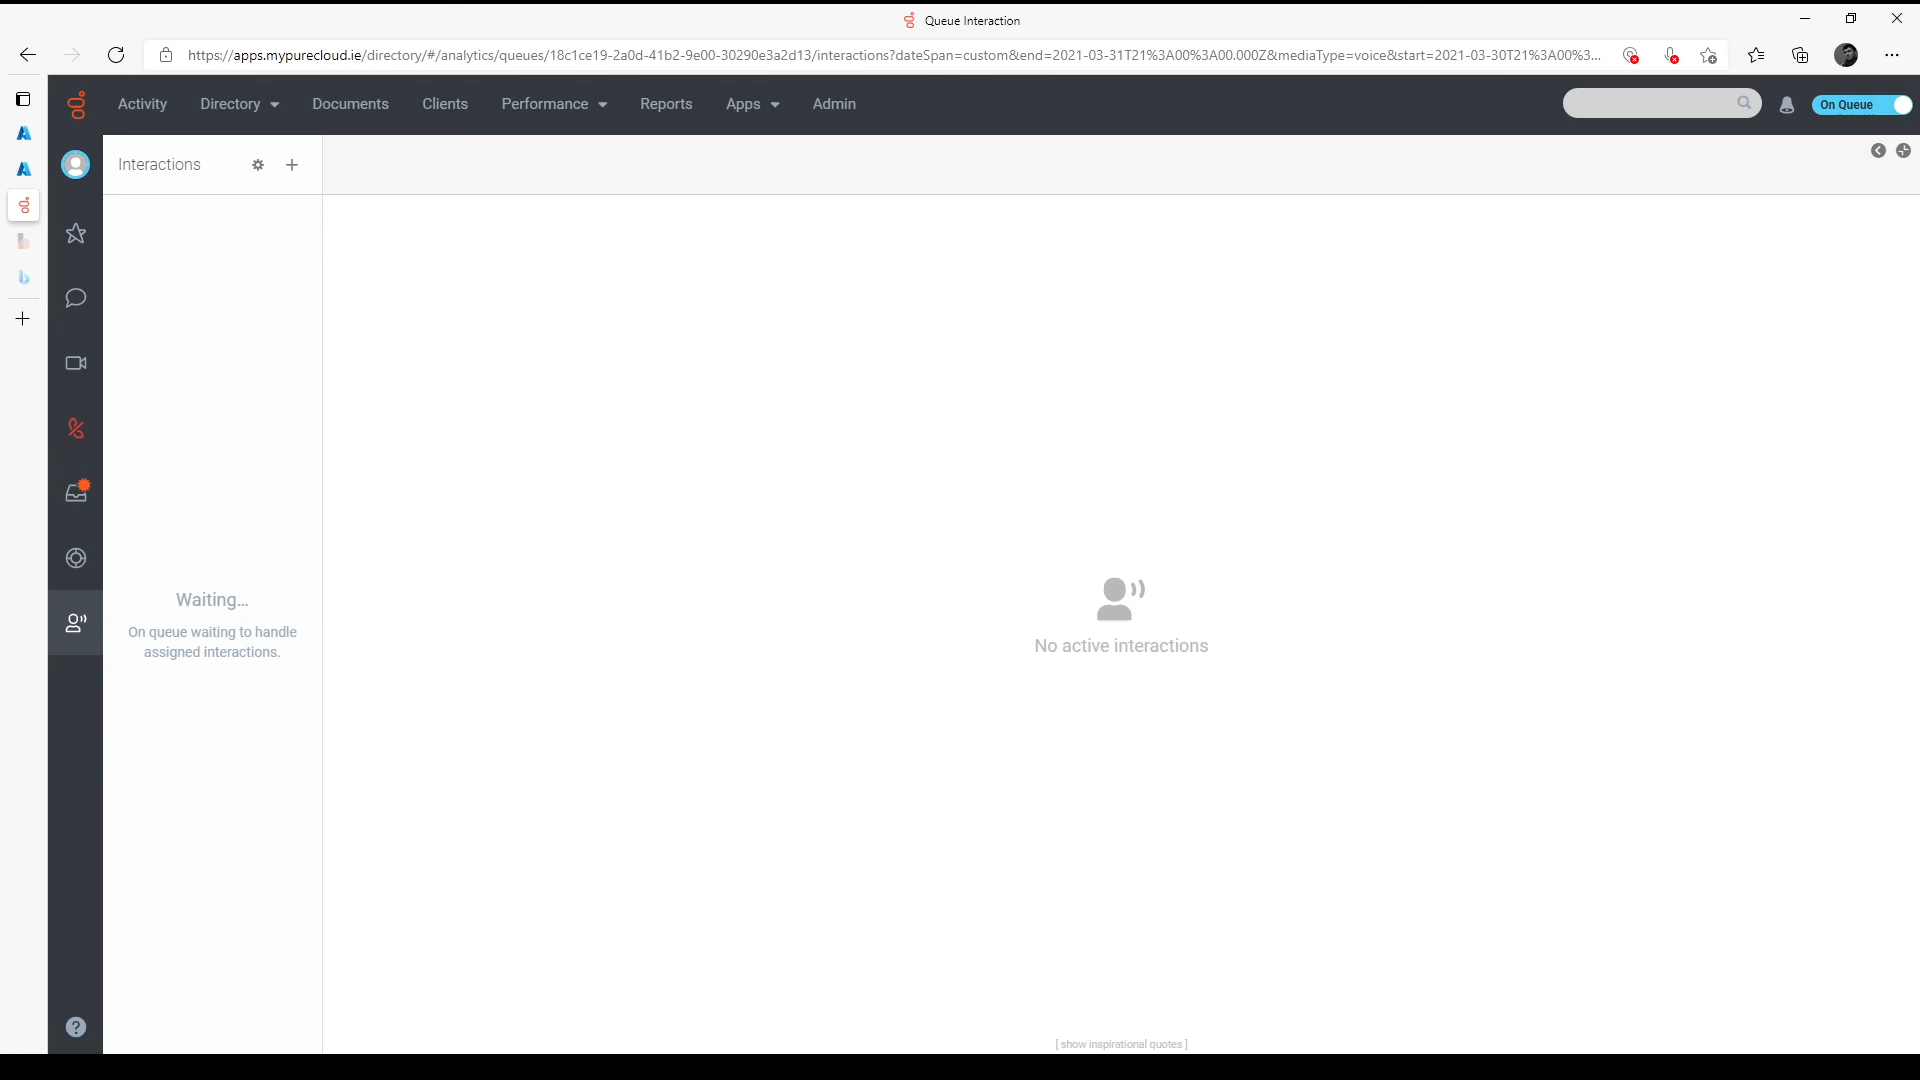 Queue Interaction
https://apps.mypurecloud.ie/directory/#/analytics/queues/18c1ce19-2a0d-41b2-9e00-30290e3a2d13/interactions?dateSpan=custom&end=2021-03-31T21%3A00%3A00.000Z&mediaType=voice&start=2021-03-30T21%3A00%3...
Activity
Directory
Documents
Clients
Performance
Reports
Apps
Admin
On Queue
Interactions
Waiting...
On queue waiting to handle
assigned interactions.
No active interactions
[ show inspirational quotes ]